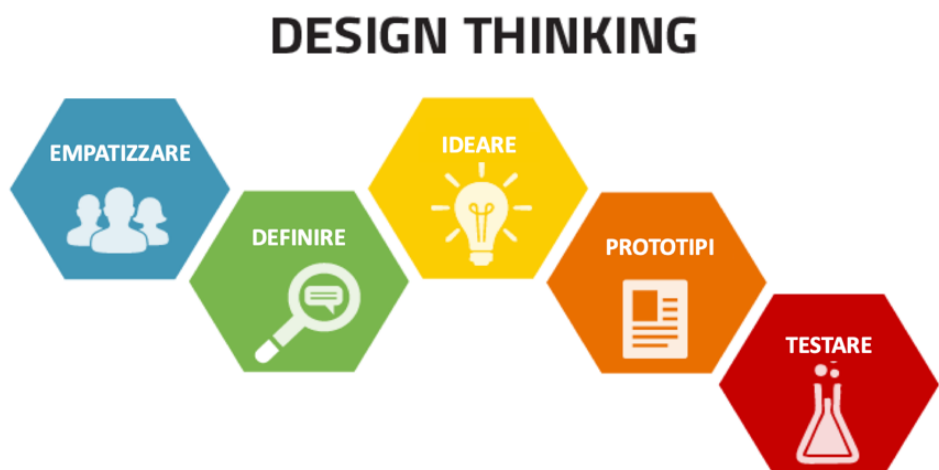 DESIGN THINKING
EMPATIZZARE
DEFINIRE
IDEARE
PROTOTIPI
TESTARE